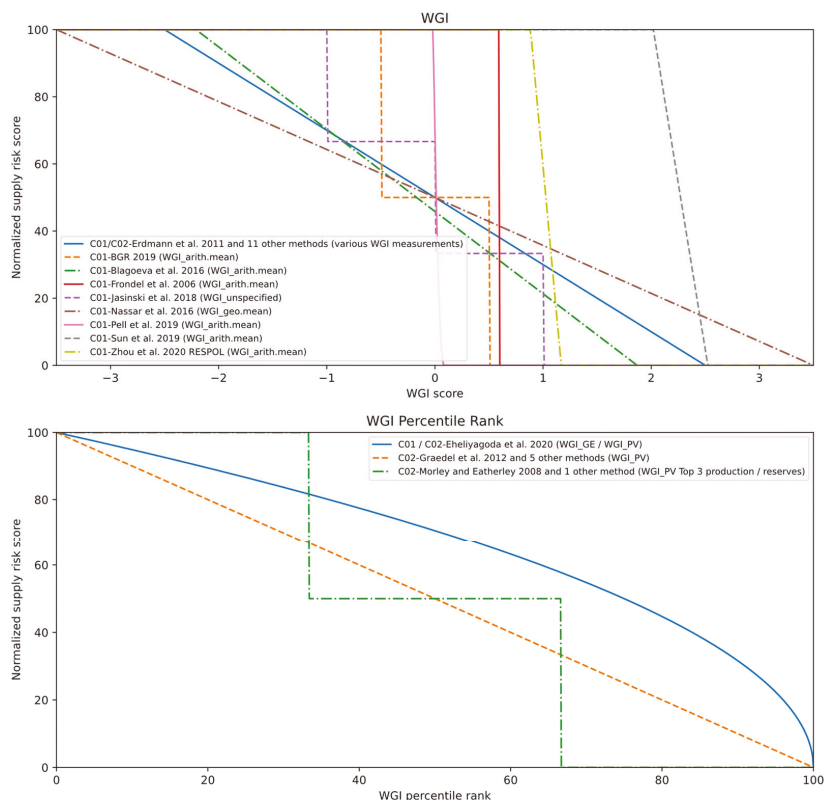 WGI
100
80
60
40
20
0
Normalized supply risk score
C01/C02-Erdmann et al. 2011 and 11 other methods (various WGI measurements)
C01-BGR 2019 (WGI_arith.mean)
C01-Blagoeva et al. 2016 (WGI_arith.mean)
C01-Frondel et al. 2006 (WGI_arith.mean)
C01-Jasinski et al. 2018 (WGI_unspecified)
C01-Nassar et al. 2016 (WGI_geo.mean)
C01-Pell et al. 2019 (WGI_arith.mean)
C01-Sun et al. 2019 (WGI_arith.mean)
C01-Zhou et al. 2020 RESPOL (WGI_arith.mean)
−3 −2 −1 0 1 2 3
WGI score
WGI Percentile Rank
100
80
60
40
20
0
Normalized supply risk score
C01 / C02-Eheliyagoda et al. 2020 (WGI_GE / WGI_PV)
C02-Graedel et al. 2012 and 5 other methods (WGI_PV)
C02-Morley and Eatherley 2008 and 1 other method (WGI_PV Top 3 production / reserves)
0 20 40 60 80 100
WGI percentile rank